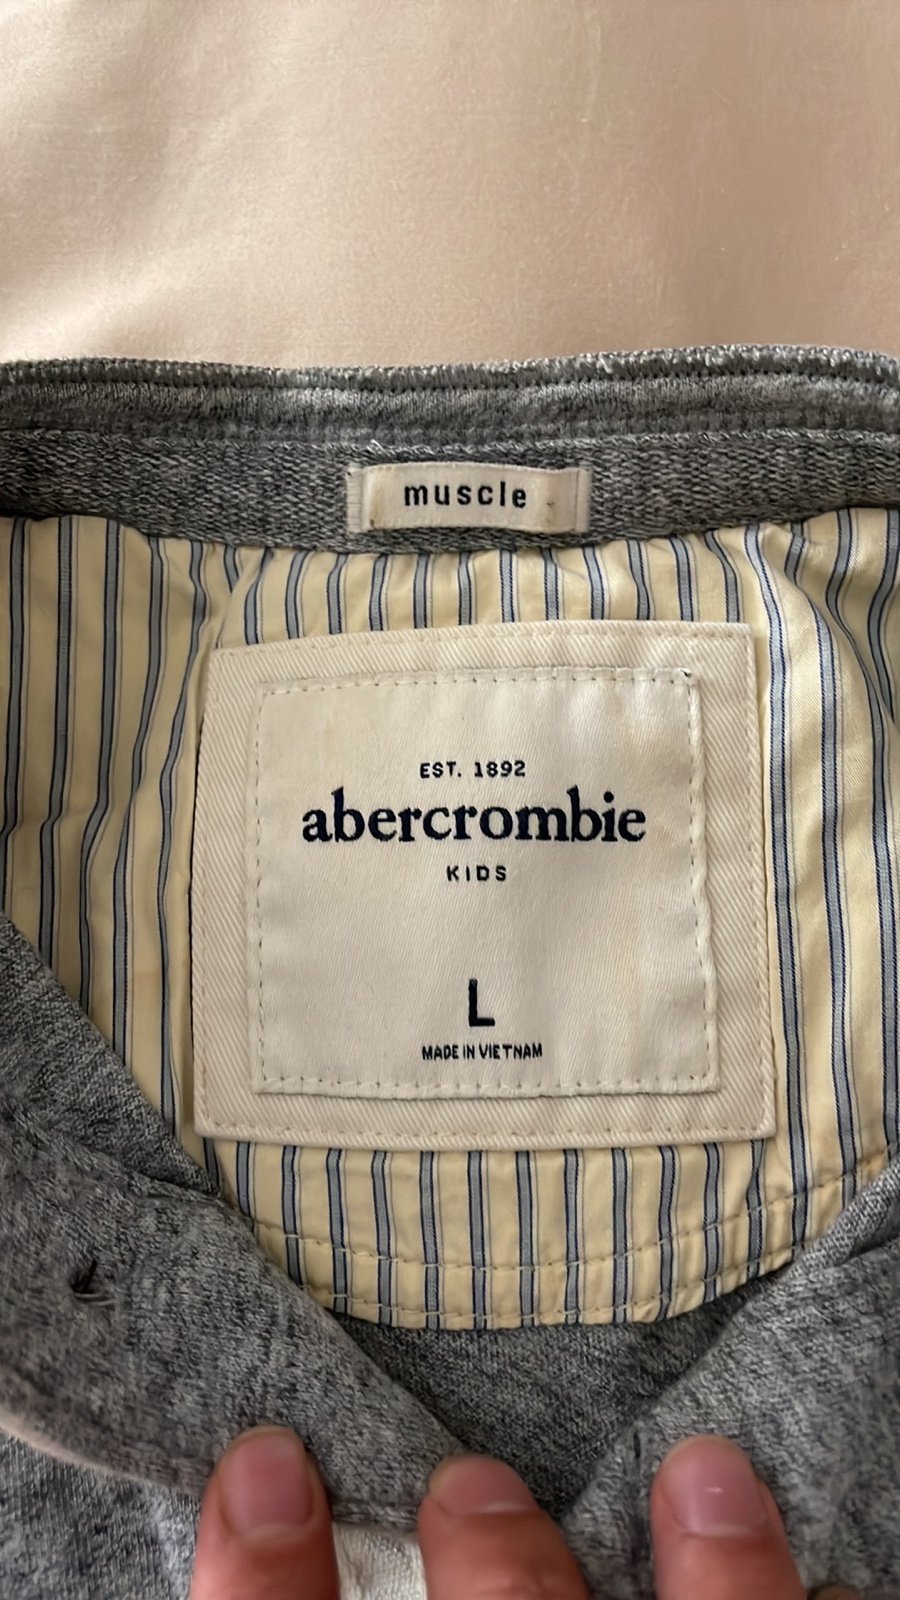 muscle
EST. 1892
abercrombie
KIDS
L
MADE IN VIETNAM